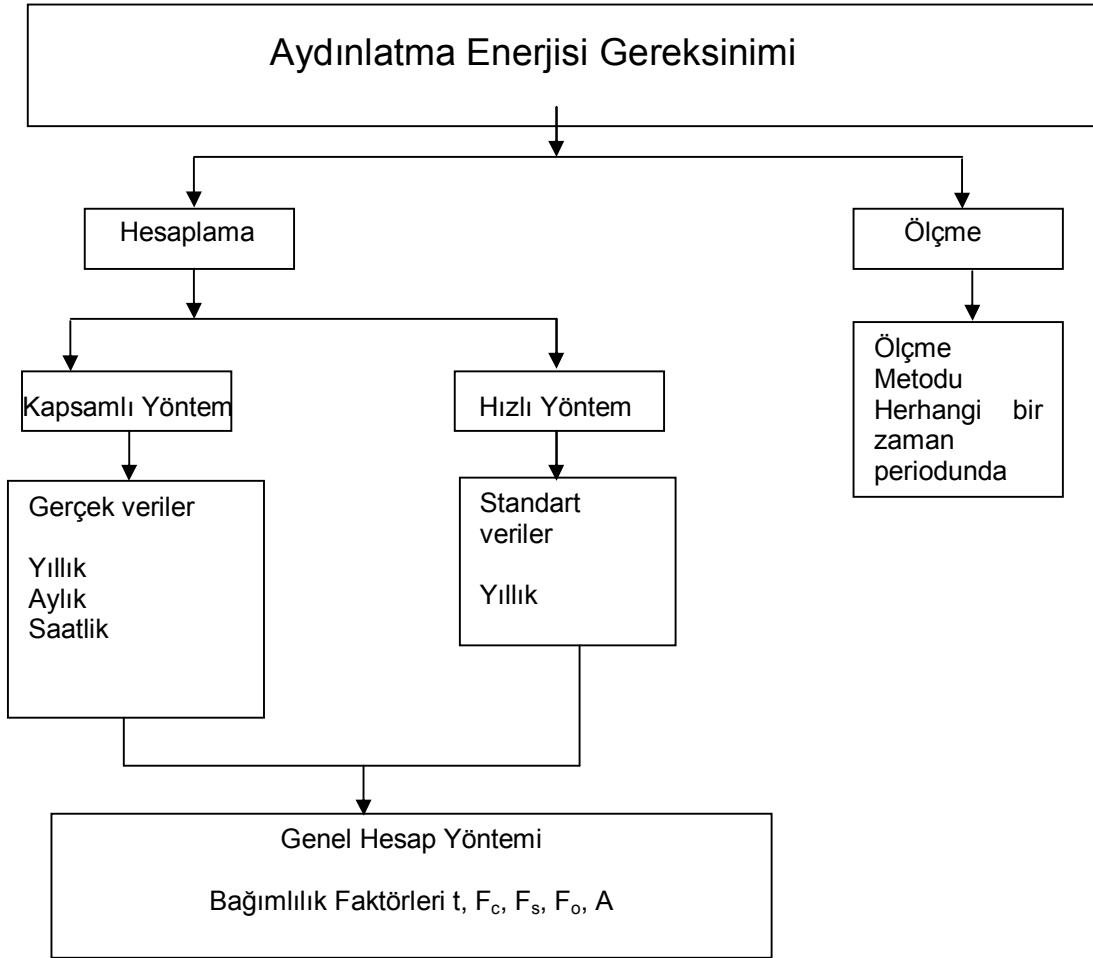 Aydınlatma Enerjisi Gereksinimi
Hesaplama
Ölçme
Kapsamlı Yöntem
Hızlı Yöntem
Ölçme
Metodu
Herhangi bir
zaman
periodunda
Gerçek veriler
Yıllık
Aylık
Saatlik
Standart
veriler
Yıllık
Genel Hesap Yöntemi
Bağımlılık Faktörleri t, Fc, Fs, Fo, A